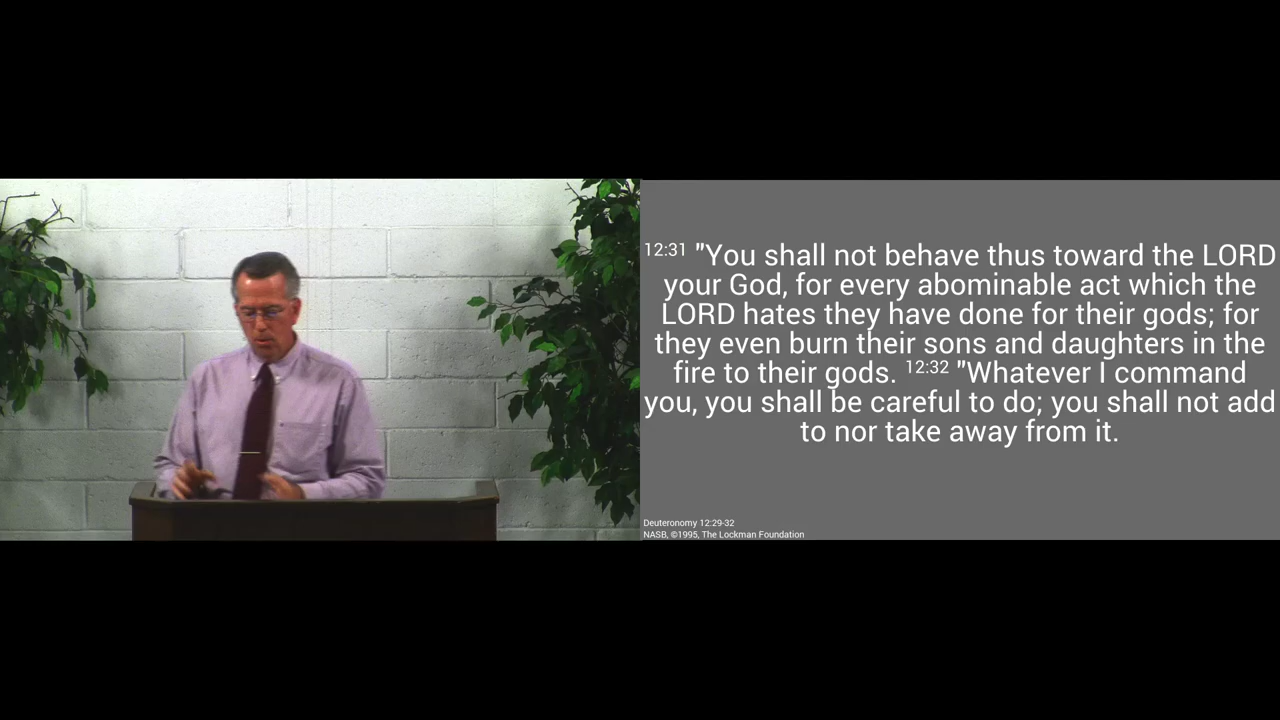 12:31 "You shall not behave thus toward the LORD
your God, for every abominable act which the
LORD hates they have done for their gods; for
they even burn their sons and daughters in the
fire to their gods. 12:32 "Whatever I command
you, you shall be careful to do; you shall not add
to nor take away from it.
Deuteronomy 12:29-32
NASB, ©1995, The Lockman Foundation